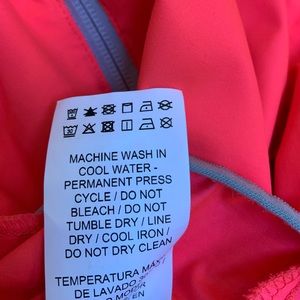 MACHINE WASH IN
COOL WATER -
PERMANENT PRESS
CYCLE / DO NOT
BLEACH / DO NOT
TUMBLE DRY / LINE
DRY / COOL IRON /
DO NOT DRY CLEAN
TEMPERATURA
DE LAVADO
EN